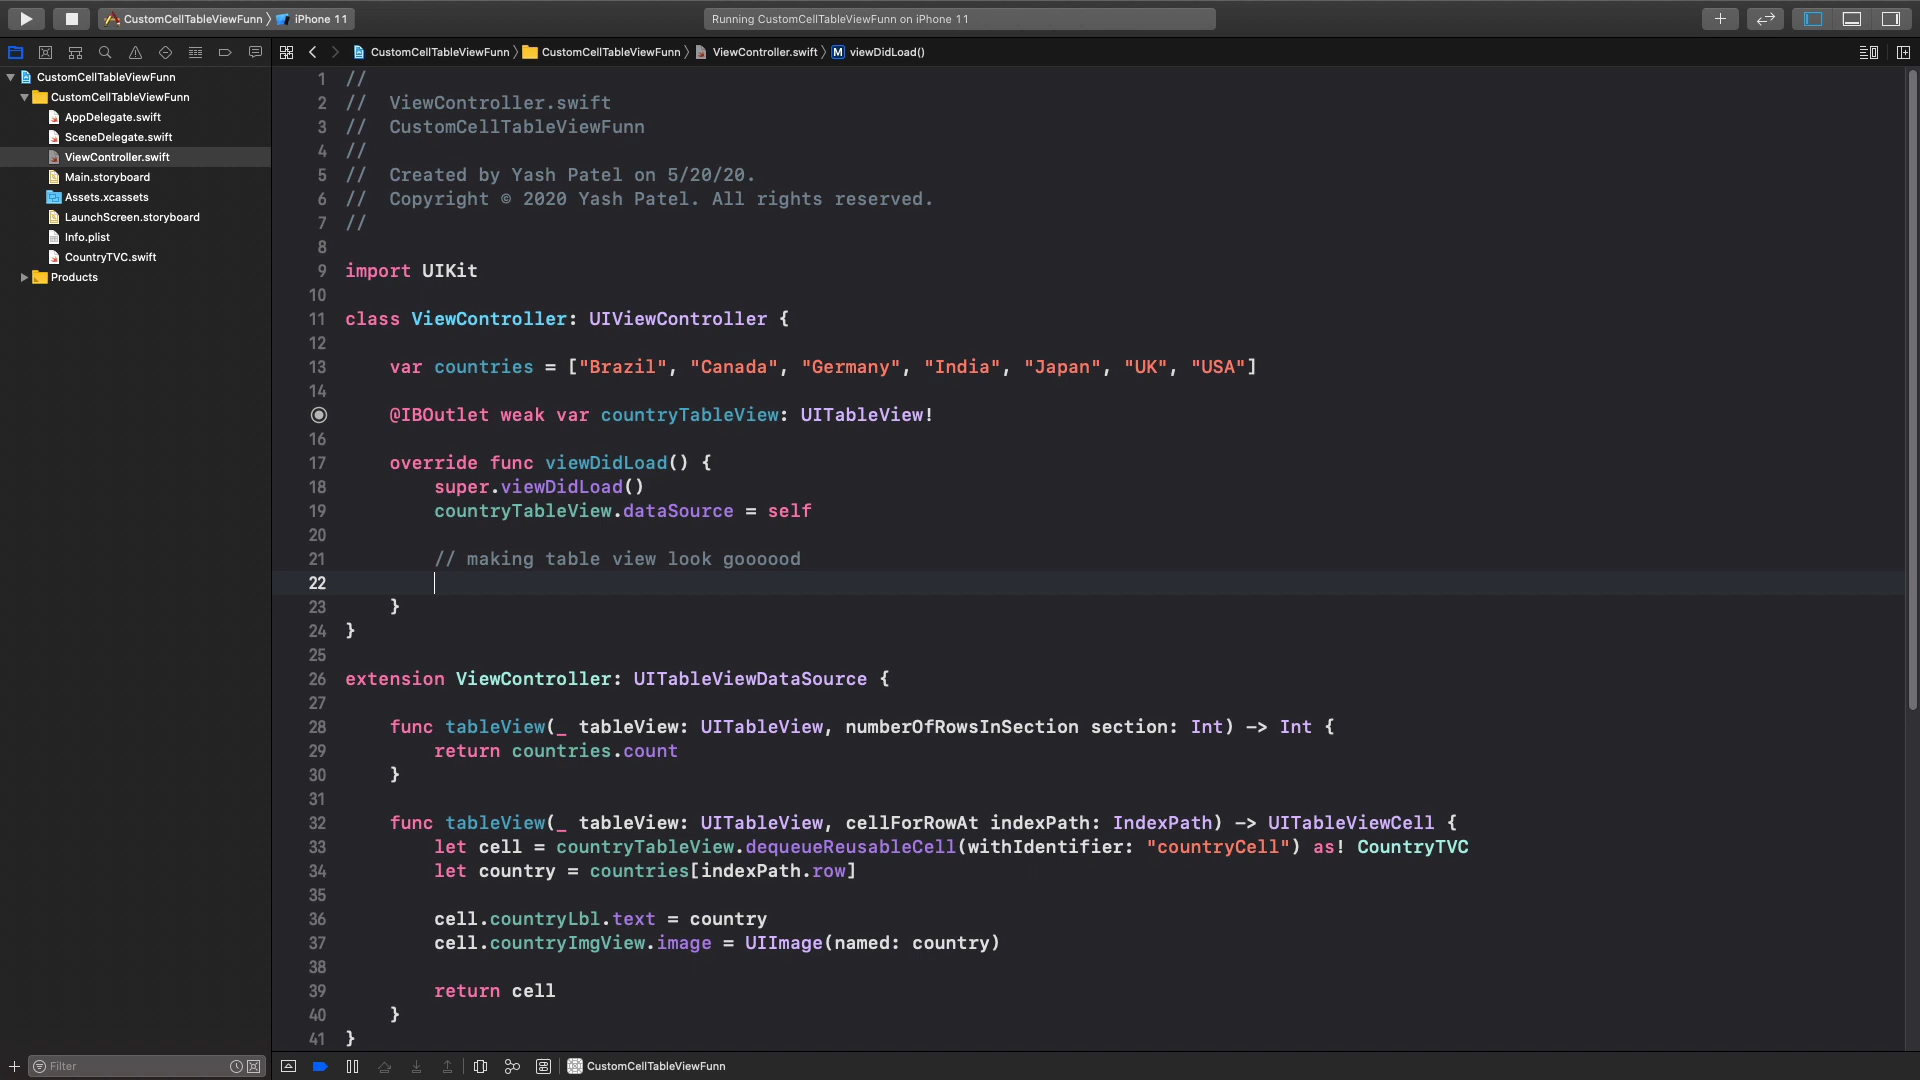 CustomCellTableViewFunn iPhone 11
Running CustomCellTableViewFunn on iPhone 11
CustomCellTableViewFunn CustomCellTableViewFunn ViewController.swift M viewDidLoad()
CustomCellTableViewFunn
CustomCellTableViewFunn
AppDelegate.swift
SceneDelegate.swift
ViewController.swift
Main.storyboard
Assets.xcassets
LaunchScreen.storyboard
Info.plist
CountryTVC.swift
Products
1 //
2 //  ViewController.swift
3 //  CustomCellTableViewFunn
4 //
5 //  Created by Yash Patel on 5/20/20.
6 //  Copyright © 2020 Yash Patel. All rights reserved.
7 //
8
9 import UIKit
10
11 class ViewController: UIViewController {
12
13     var countries = ["Brazil", "Canada", "Germany", "India", "Japan", "UK", "USA"]
14
@IBOutlet weak var countryTableView: UITableView!
16
17     override func viewDidLoad() {
18         super.viewDidLoad()
19         countryTableView.dataSource = self
20
21         // making table view look goooood
22
23     }
24 }
25
26 extension ViewController: UITableViewDataSource {
27
28     func tableView(_ tableView: UITableView, numberOfRowsInSection section: Int) -> Int {
29         return countries.count
30     }
31
32     func tableView(_ tableView: UITableView, cellForRowAt indexPath: IndexPath) -> UITableViewCell {
33         let cell = countryTableView.dequeueReusableCell(withIdentifier: "countryCell") as! CountryTVC
34         let country = countries[indexPath.row]
35
36         cell.countryLbl.text = country
37         cell.countryImgView.image = UIImage(named: country)
38
39         return cell
40     }
41 }
Filter
CustomCellTableViewFunn